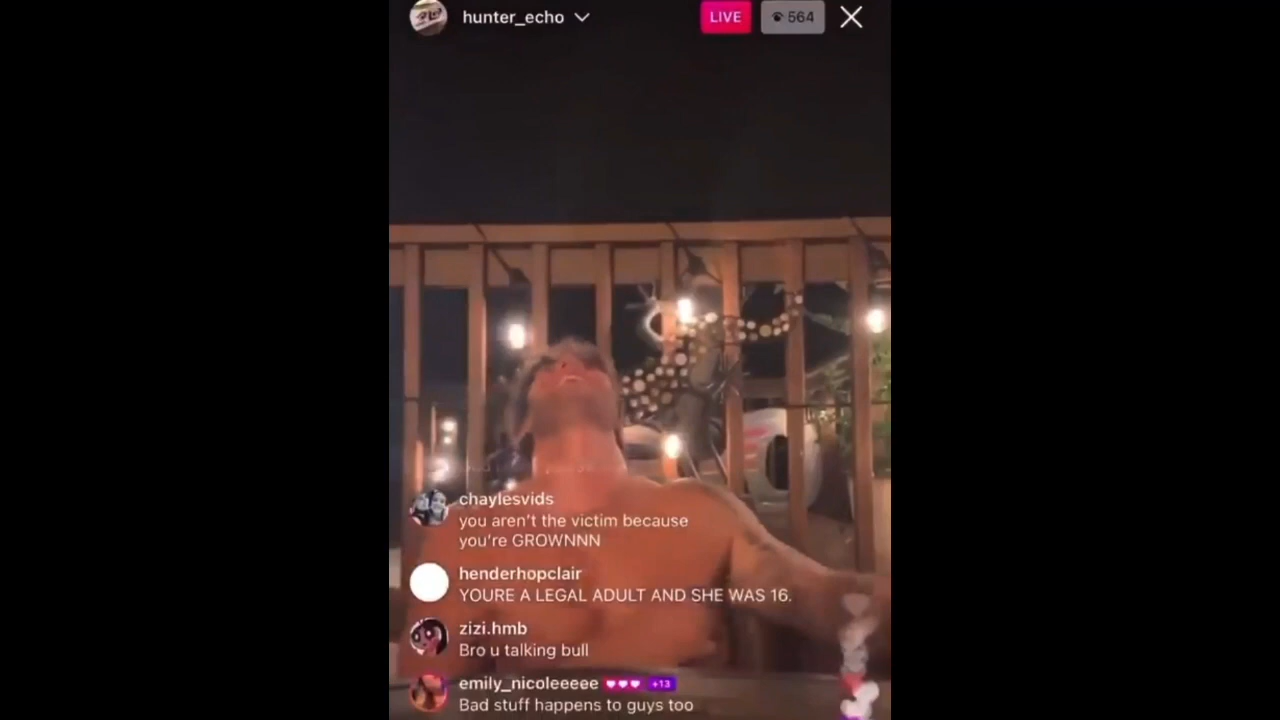 hunter_echo
LIVE
564
chaylesvids
you aren't the victim because
you're GROWNNN
henderhopclair
YOURE A LEGAL ADULT AND SHE WAS 16.
zizi.hmb
Bro u talking bull
emily_nicoleeeee +13
Bad stuff happens to guys too